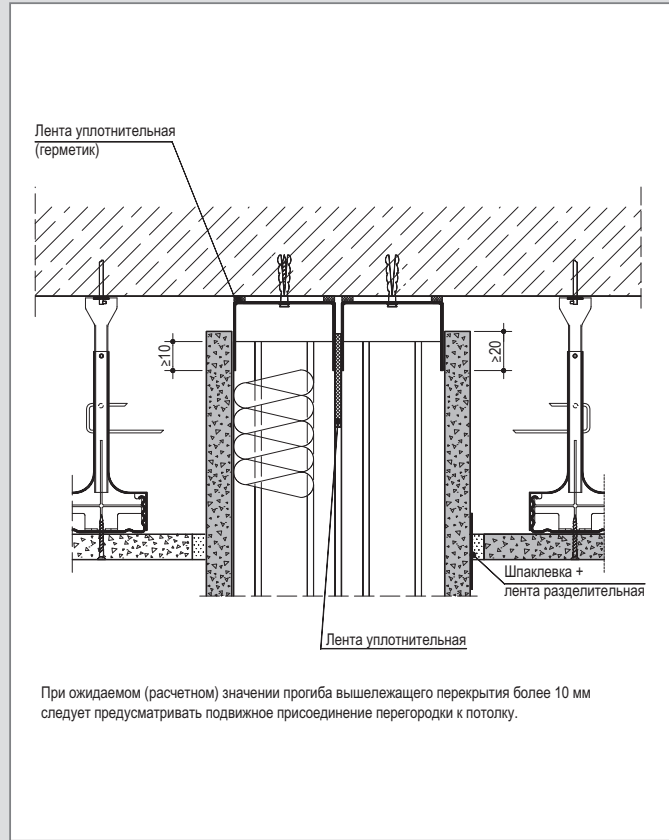 Лента уплотнительная
(герметик)
≥10
≥20
Шпаклевка +
лента разделительная
Лента уплотнительная
При ожидаемом (расчетном) значении прогиба вышележащего перекрытия более 10 мм
следует предусматривать подвижное присоединение перегородки к потолку.